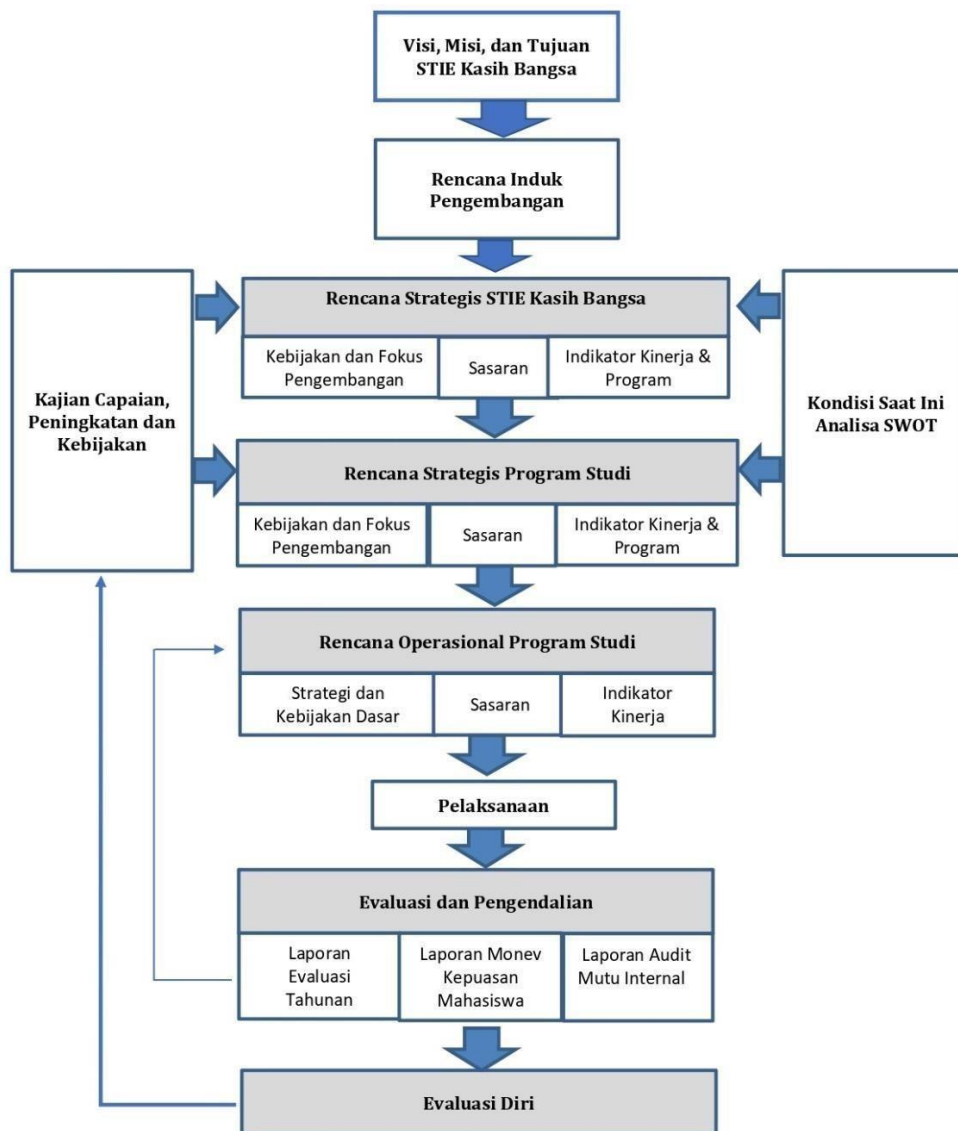 Visi, Misi, dan Tujuan
STIE Kasih Bangsa
Rencana Induk
Pengembangan
Rencana Strategis STIE Kasih Bangsa
Kebijakan dan Fokus
Pengembangan
Sasaran
Indikator Kinerja &
Program
Kajian Capaian,
Peningkatan dan
Kebijakan
Kondisi Saat Ini
Analisa SWOT
Rencana Strategis Program Studi
Kebijakan dan Fokus
Pengembangan
Sasaran
Indikator Kinerja &
Program
Rencana Operasional Program Studi
Strategi dan
Kebijakan Dasar
Sasaran
Indikator
Kinerja
Pelaksanaan
Evaluasi dan Pengendalian
Laporan
Evaluasi
Tahunan
Laporan Monev
Kepuasan
Mahasiswa
Laporan Audit
Mutu Internal
Evaluasi Diri